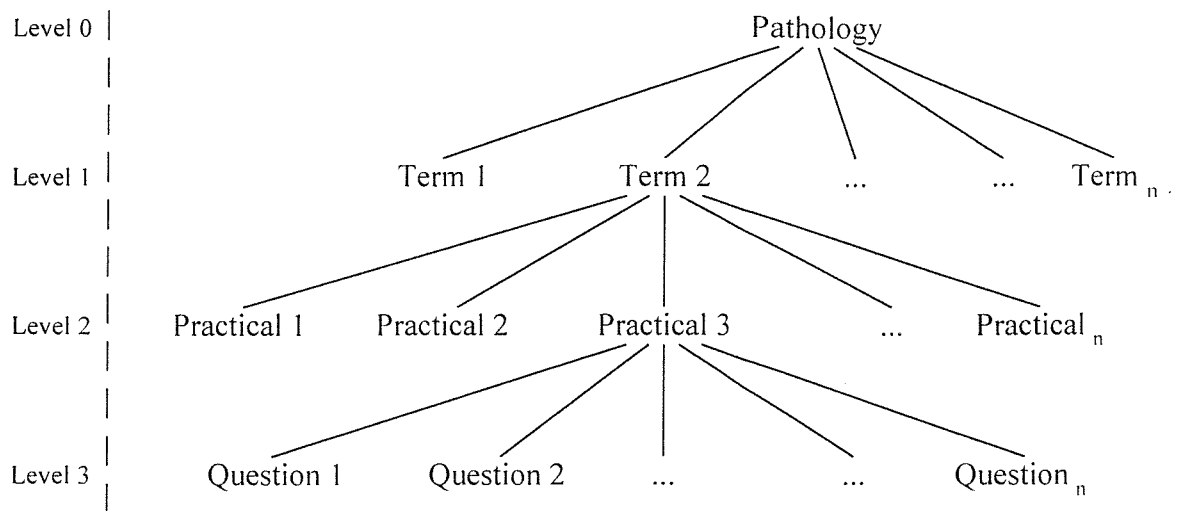 Level 0 Pathology
Level 1 Term 1 Term 2 ... ... Term n
Level 2 Practical 1 Practical 2 Practical 3 ... Practical n
Level 3 Question 1 Question 2 ... ... Question n